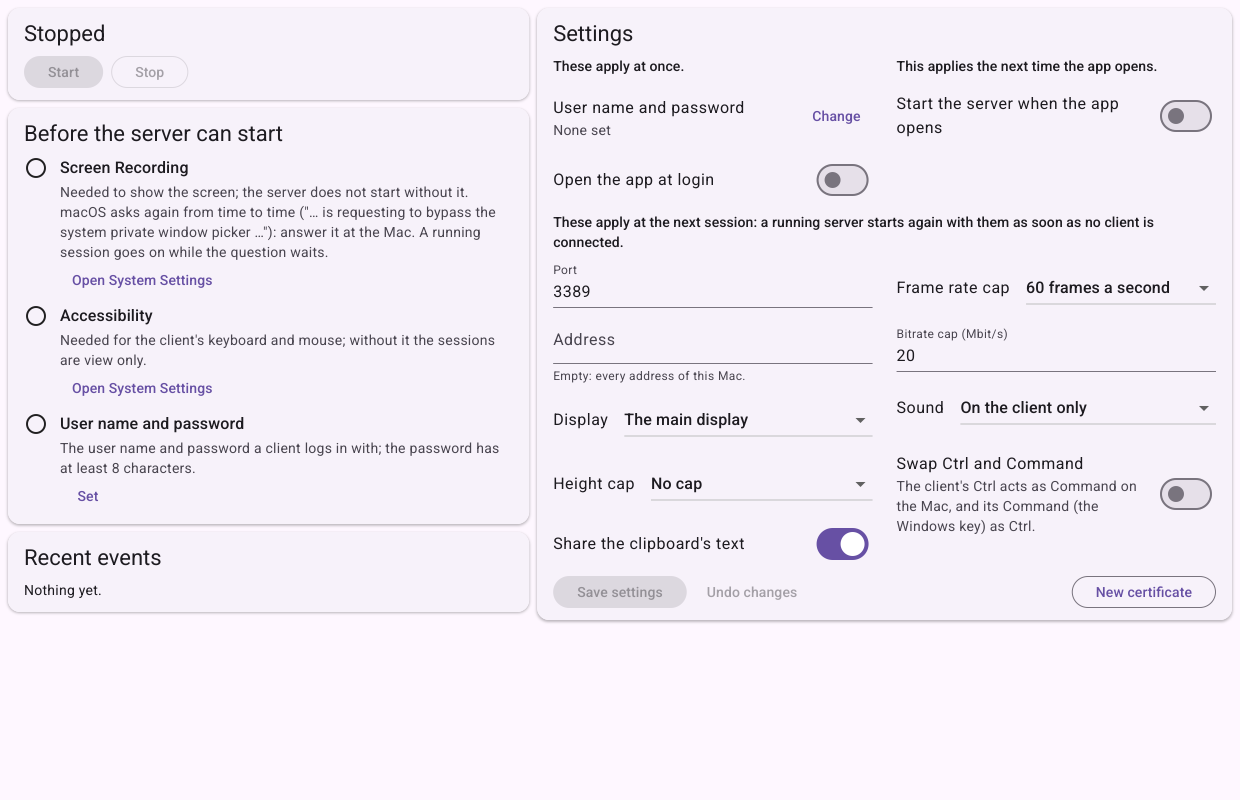 Stopped
Start
Stop
Before the server can start
Screen Recording
Needed to show the screen; the server does not start without it.
macOS asks again from time to time ("… is requesting to bypass the
system private window picker …"): answer it at the Mac. A running
session goes on while the question waits.
Open System Settings
Accessibility
Needed for the client's keyboard and mouse; without it the sessions
are view only.
Open System Settings
User name and password
The user name and password a client logs in with; the password has
at least 8 characters.
Set
Recent events
Nothing yet.
Settings
These apply at once.
User name and password
None set
Change
Open the app at login
This applies the next time the app opens.
Start the server when the app
opens
These apply at the next session: a running server starts again with them as soon as no client is
connected.
Port
3389
Address
Empty: every address of this Mac.
Display
The main display
Height cap
No cap
Share the clipboard's text
Frame rate cap
60 frames a second
Bitrate cap (Mbit/s)
20
Sound
On the client only
Swap Ctrl and Command
The client's Ctrl acts as Command on
the Mac, and its Command (the
Windows key) as Ctrl.
Save settings
Undo changes
New certificate